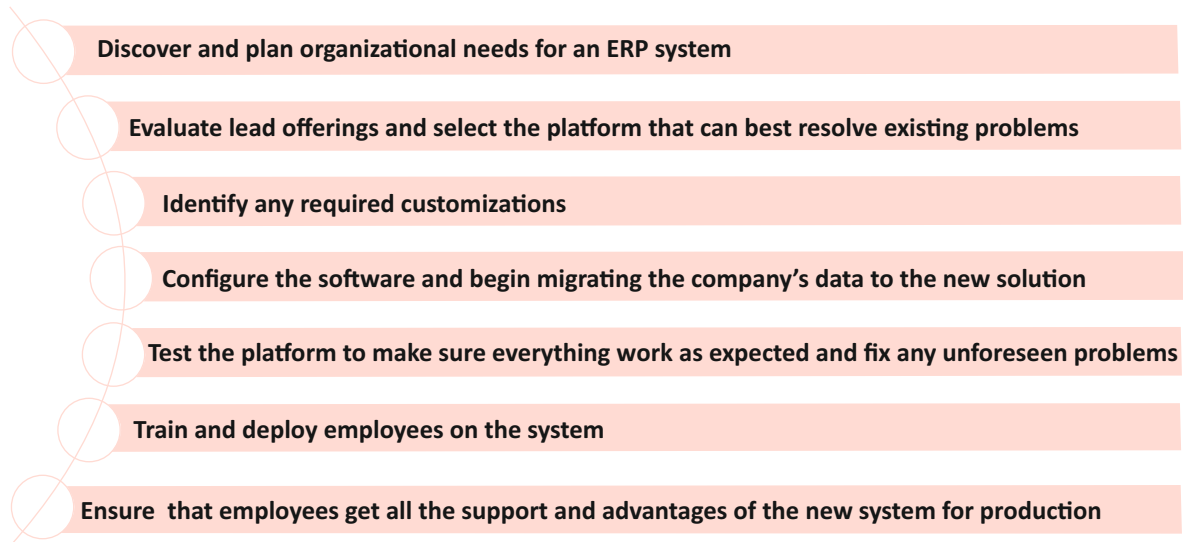 Discover and plan organizational needs for an ERP system
Evaluate lead offerings and select the platform that can best resolve existing problems
Identify any required customizations
Configure the software and begin migrating the company’s data to the new solution
Test the platform to make sure everything work as expected and fix any unforeseen problems
Train and deploy employees on the system
Ensure  that employees get all the support and advantages of the new system for production